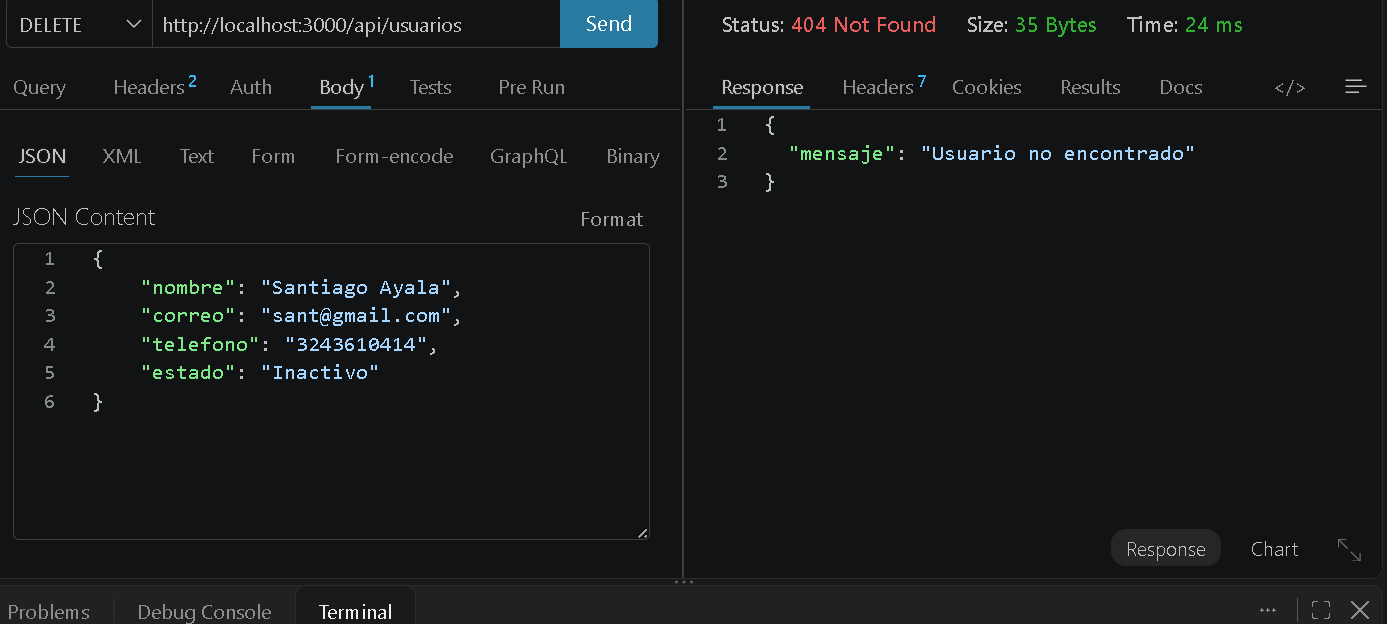 DELETE http://localhost:3000/api/usuarios Send
Query Headers 2 Auth Body 1 Tests Pre Run
JSON XML Text Form Form-encode GraphQL Binary
JSON Content Format
1 {
2 "nombre": "Santiago Ayala",
3 "correo": "sant@gmail.com",
4 "telefono": "3243610414",
5 "estado": "Inactivo"
6 }
Status: 404 Not Found Size: 35 Bytes Time: 24 ms
Response Headers 7 Cookies Results Docs </>
1 {
2 "mensaje": "Usuario no encontrado"
3 }
Response Chart
Problems Debug Console Terminal